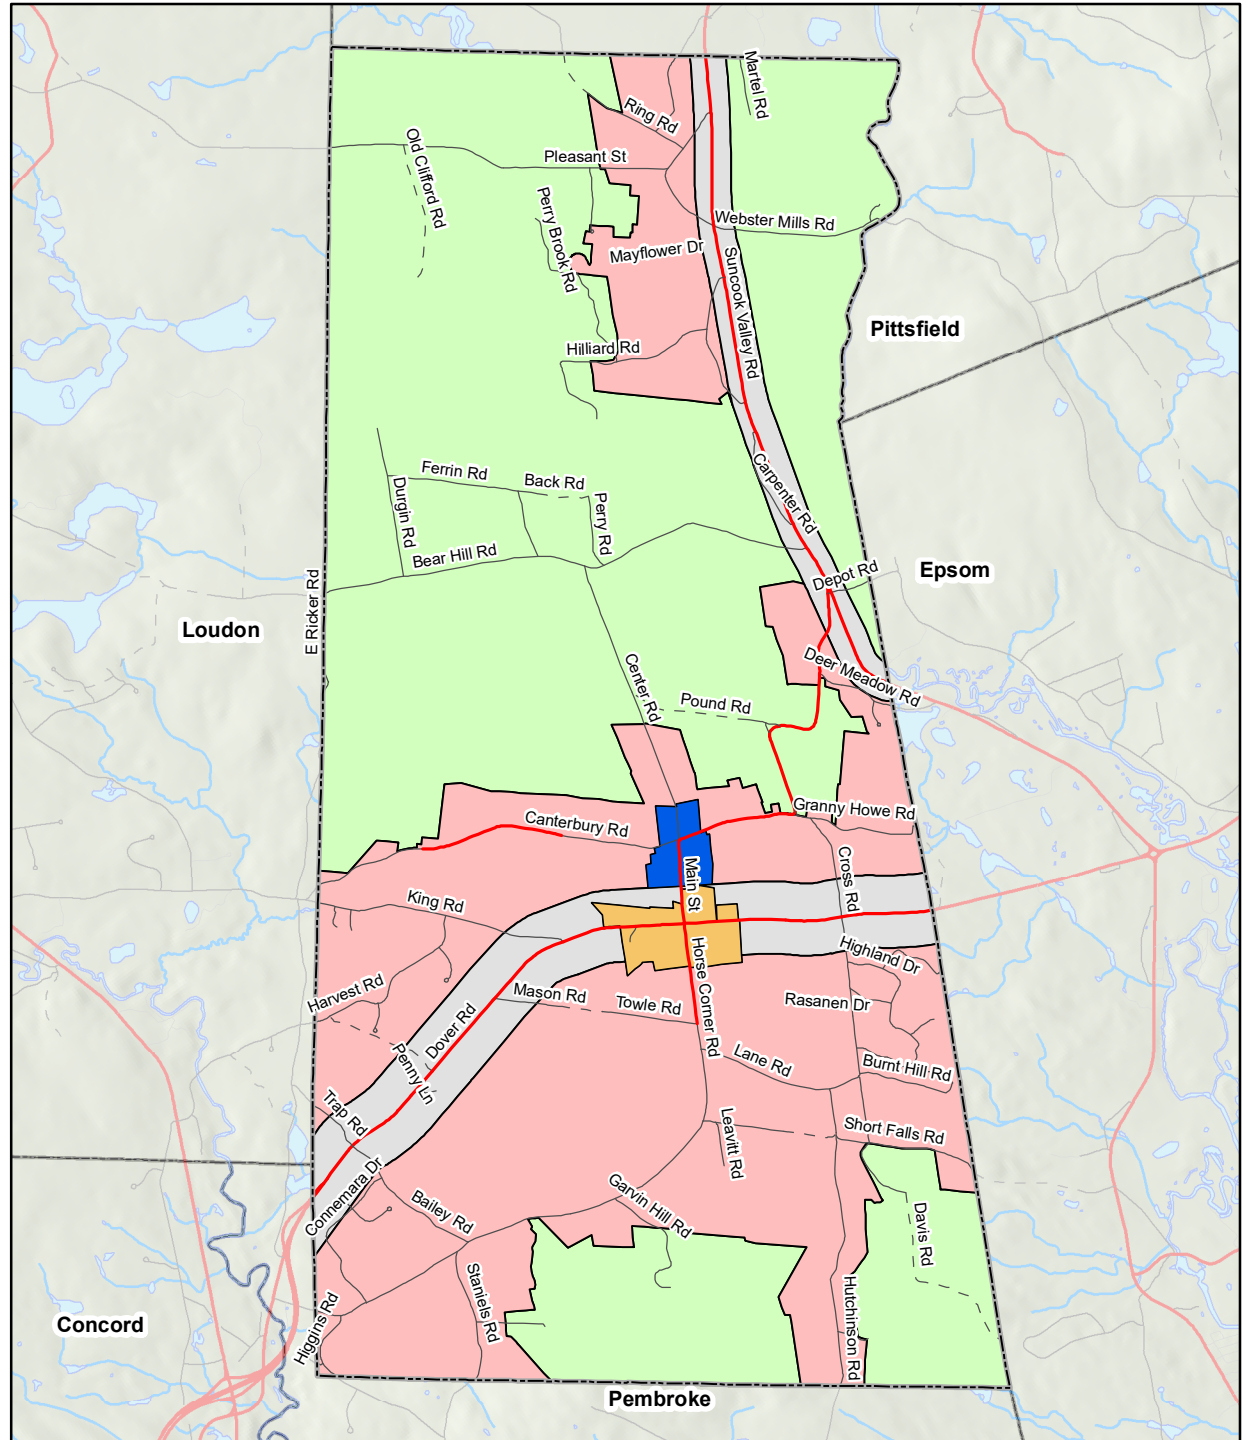 Martel Rd
Ring Rd
Old Clifford Rd
Pleasant St
Perry Brook Rd
Webster Mills Rd
Mayflower Dr
Suncook Valley Rd
Pittsfield
Hilliard Rd
Carpenter Rd
Ferrin Rd
Back Rd
Durgin Rd
Perry Rd
Bear Hill Rd
Depot Rd
Epsom
E Ricker Rd
Loudon
Center Rd
Deer Meadow Rd
Pound Rd
Granny Howe Rd
Canterbury Rd
Cross Rd
Main St
King Rd
Horse Corner Rd
Highland Dr
Harvest Rd
Mason Rd
Towle Rd
Rasanen Dr
Dover Rd
Penny Ln
Lane Rd
Burnt Hill Rd
Trap Rd
Leavitt Rd
Short Falls Rd
Connemara Dr
Bailey Rd
Garvin Hill Rd
Davis Rd
Staniels Rd
Hutchinson Rd
Higgins Rd
Concord
Pembroke